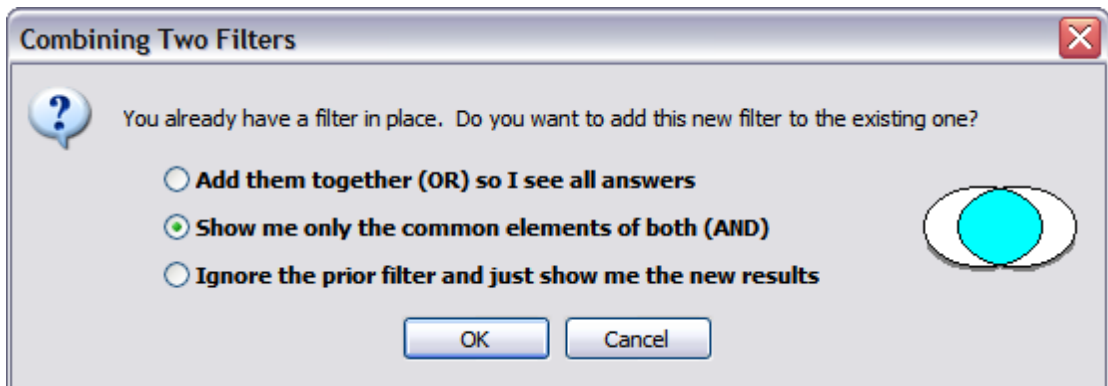 Combining Two Filters
You already have a filter in place.  Do you want to add this new filter to the existing one?
Add them together (OR) so I see all answers
Show me only the common elements of both (AND)
Ignore the prior filter and just show me the new results
OK
Cancel